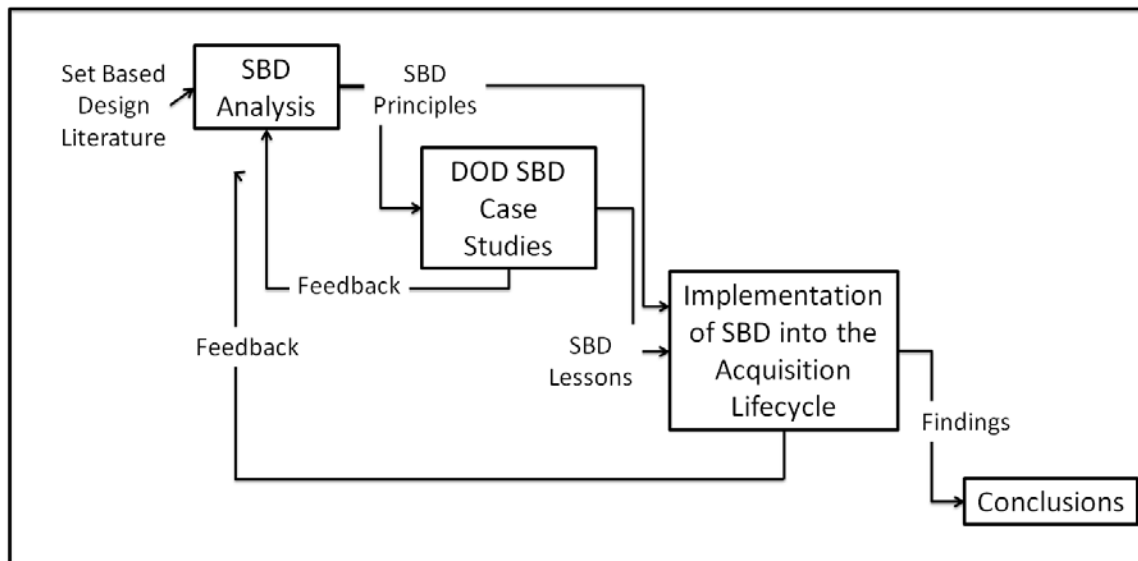 Set Based
Design
Literature
SBD
Analysis
SBD
Principles
DOD SBD
Case
Studies
Feedback
Feedback
SBD
Lessons
Implementation
of SBD into the
Acquisition
Lifecycle
Findings
Conclusions